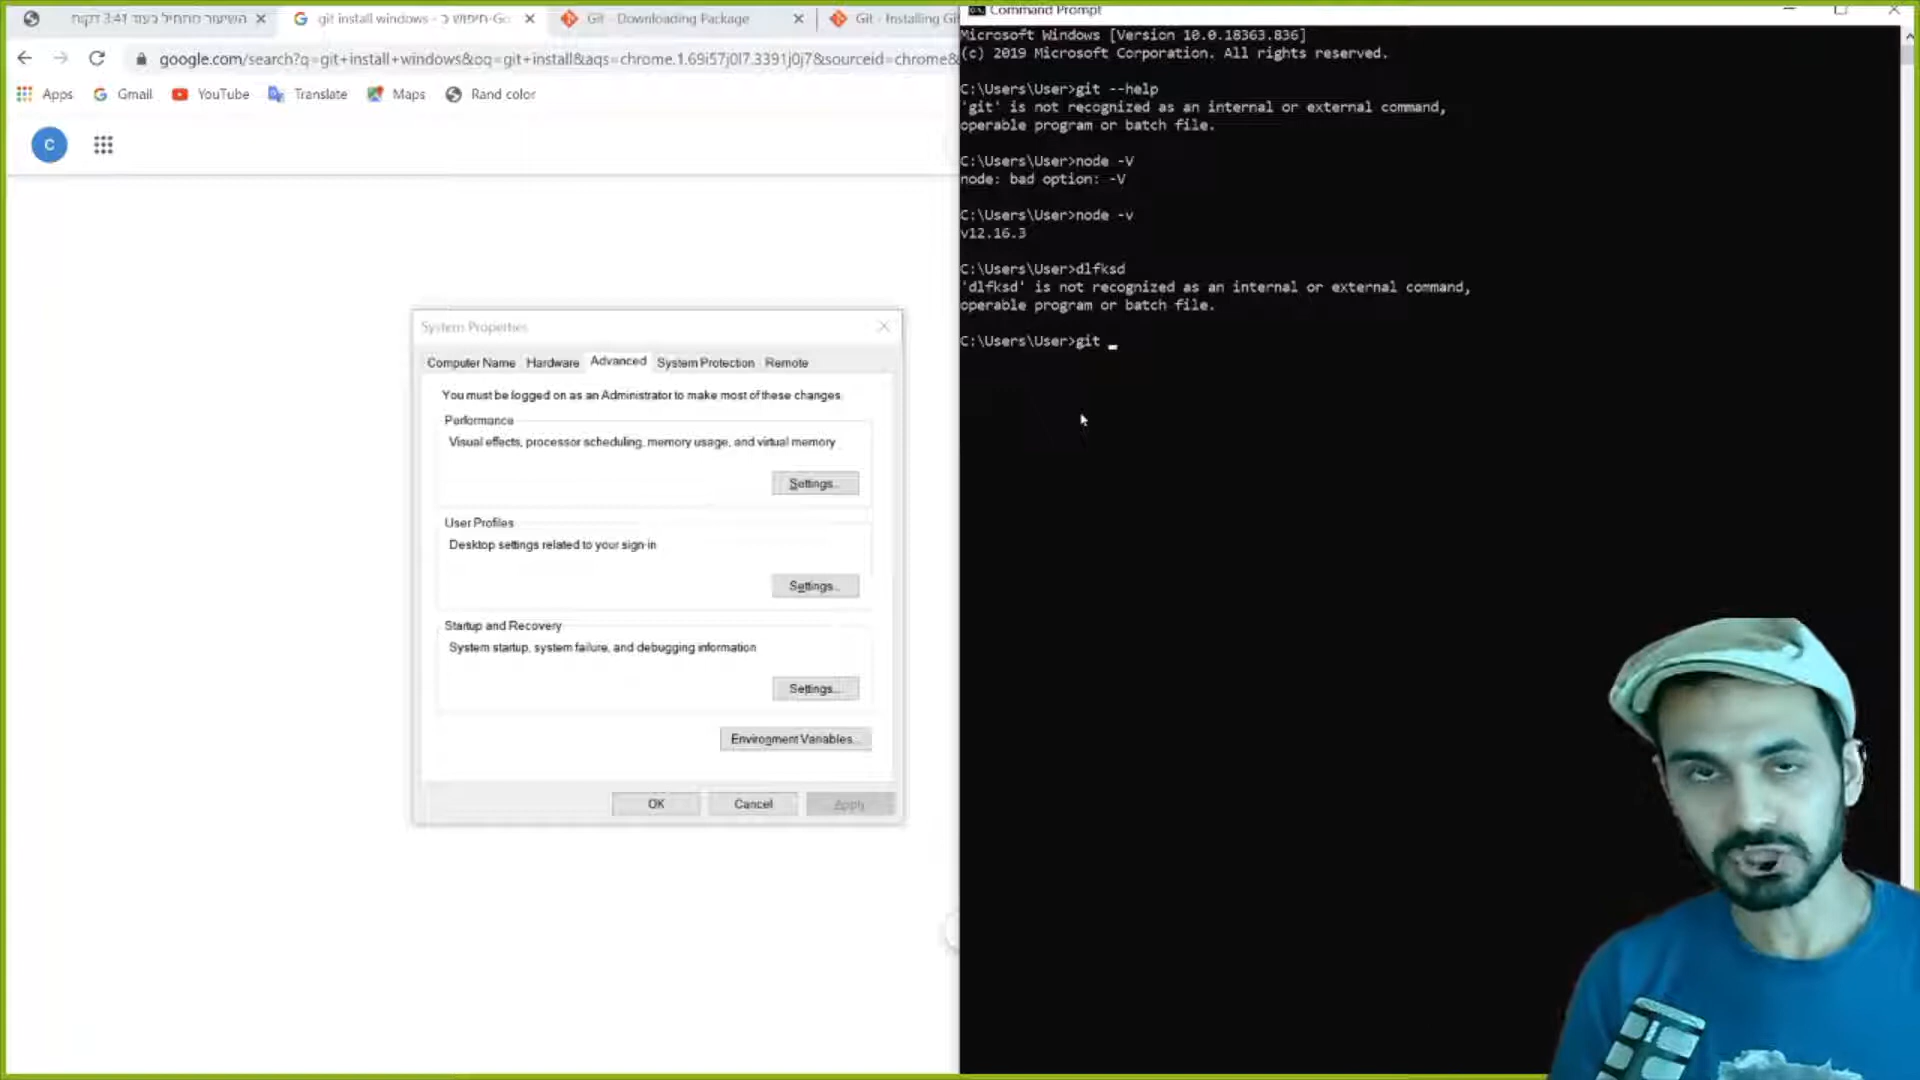 השיעור מתחיל בעוד 3:41 דקות
git install windows - חיפוש ב-Go
Git - Downloading Package
Git - Installing Gi
google.com/search?q=git+install+windows&oq=git+install&aqs=chrome.1.69i57j0l7.3391j0j7&sourceid=chrome&
Apps
Gmail
YouTube
Translate
Maps
Rand color
C
System Properties
Computer Name
Hardware
Advanced
System Protection
Remote
You must be logged on as an Administrator to make most of these changes.
Performance
Visual effects, processor scheduling, memory usage, and virtual memory
Settings...
User Profiles
Desktop settings related to your sign-in
Settings...
Startup and Recovery
System startup, system failure, and debugging information
Settings...
Environment Variables...
OK
Cancel
Apply
Command Prompt
Microsoft Windows [Version 10.0.18363.836]
(c) 2019 Microsoft Corporation. All rights reserved.
C:\Users\User>git --help
'git' is not recognized as an internal or external command,
operable program or batch file.
C:\Users\User>node -V
node: bad option: -V
C:\Users\User>node -v
v12.16.3
C:\Users\User>dlfksd
'dlfksd' is not recognized as an internal or external command,
operable program or batch file.
C:\Users\User>git _